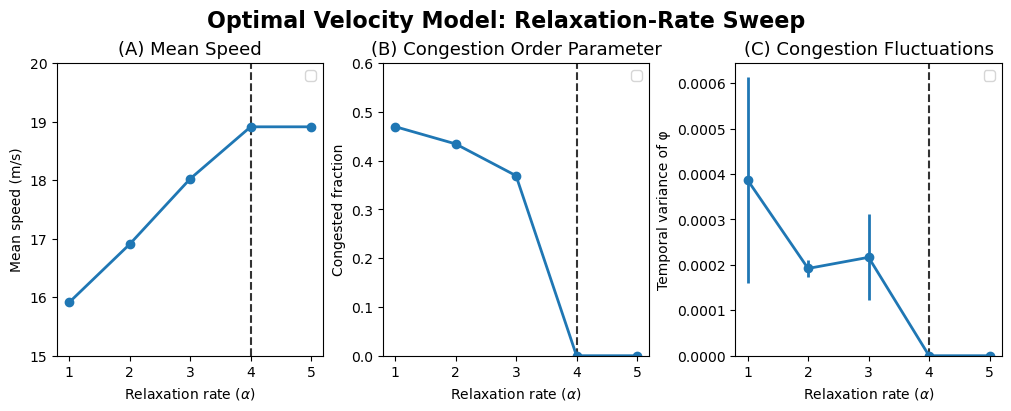 Optimal Velocity Model: Relaxation-Rate Sweep
(A) Mean Speed
Mean speed (m/s)
20
19
18
17
16
15
1 2 3 4 5
Relaxation rate (α)
(B) Congestion Order Parameter
Congested fraction
0.6
0.5
0.4
0.3
0.2
0.1
0.0
1 2 3 4 5
Relaxation rate (α)
(C) Congestion Fluctuations
Temporal variance of φ
0.0006
0.0005
0.0004
0.0003
0.0002
0.0001
0.0000
1 2 3 4 5
Relaxation rate (α)